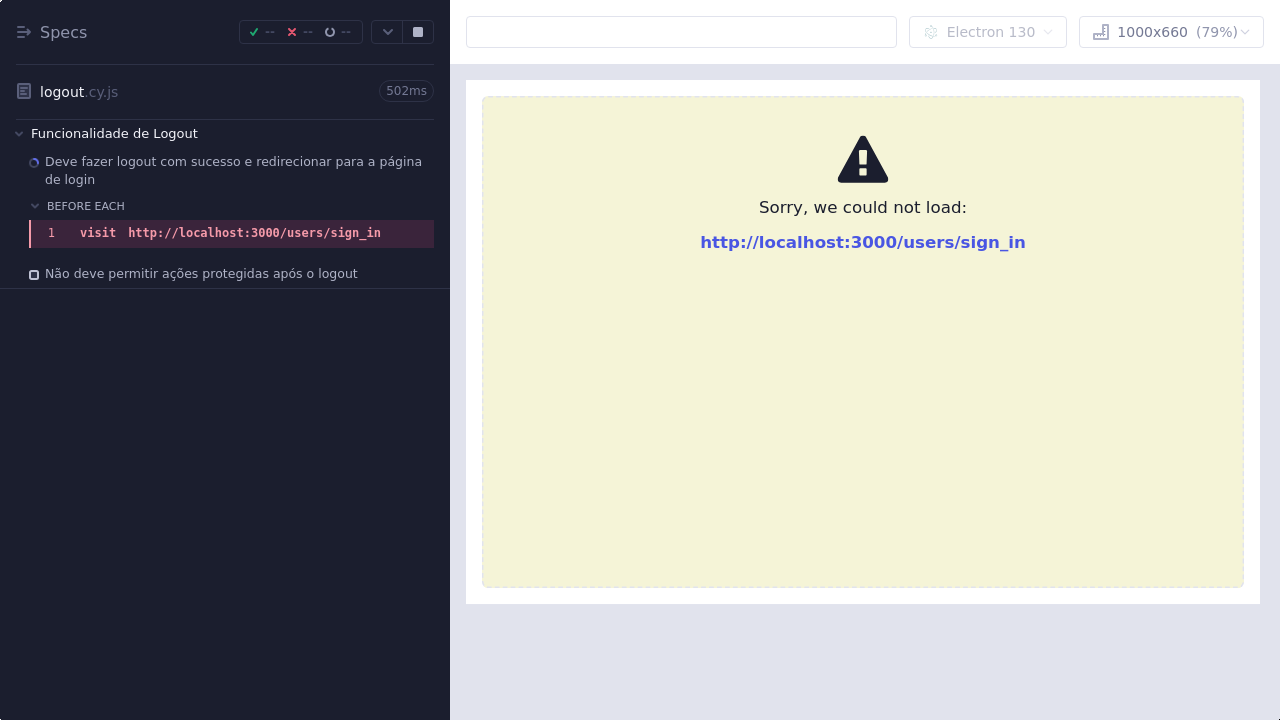 Specs
--
--
--
Electron 130
1000x660 (79%)
logout.cy.js
502ms
Funcionalidade de Logout
Deve fazer logout com sucesso e redirecionar para a página
de login
BEFORE EACH
1 visit http://localhost:3000/users/sign_in
Não deve permitir ações protegidas após o logout
Sorry, we could not load:
http://localhost:3000/users/sign_in